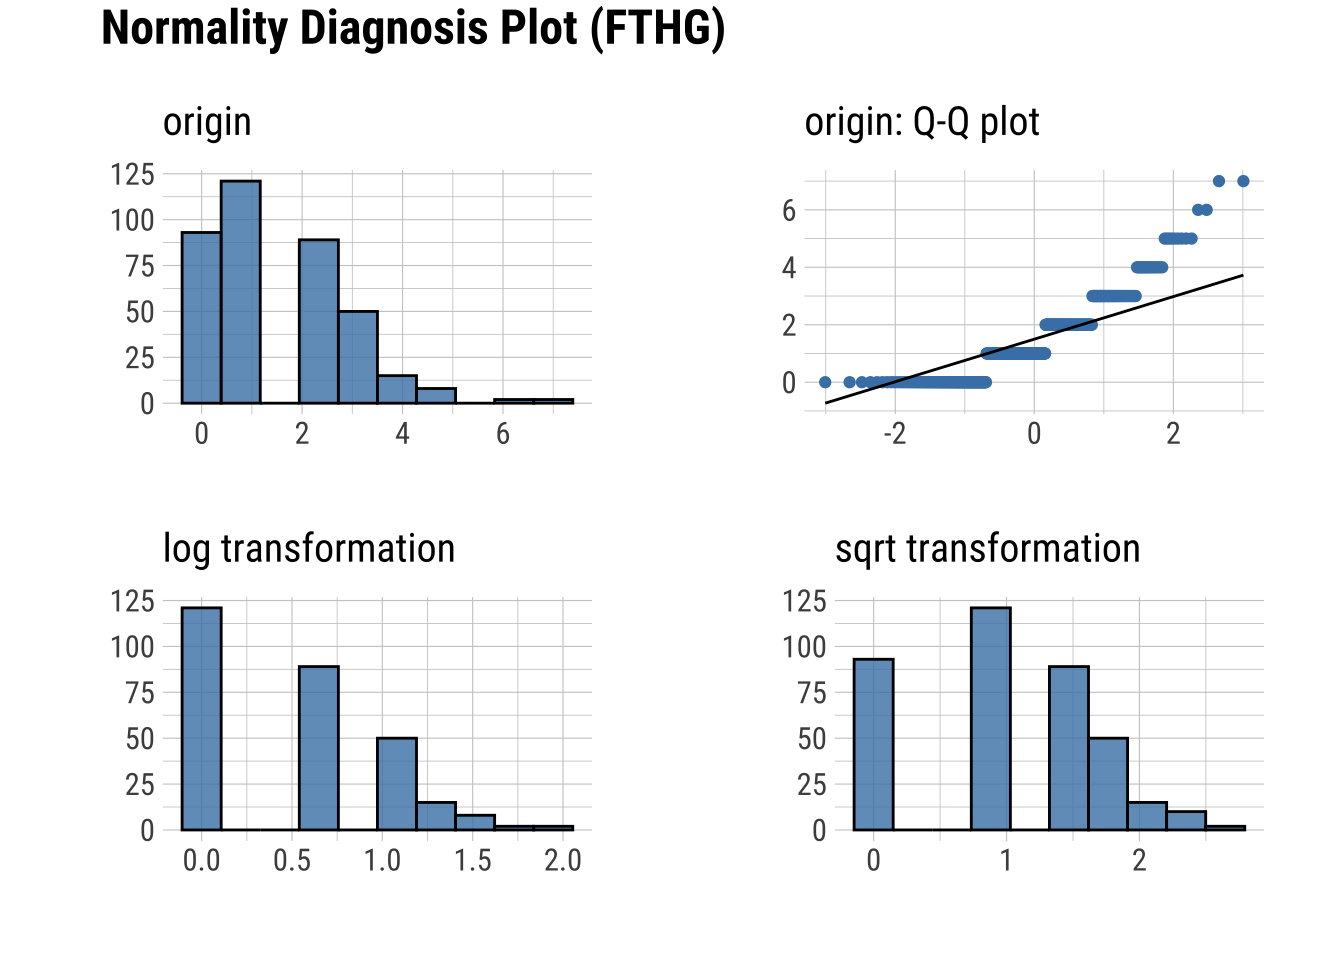 Normality Diagnosis Plot (FTHG)
origin
125
100
75
50
25
0
0 2 4 6
origin: Q-Q plot
6
4
2
0
-2 0 2
log transformation
125
100
75
50
25
0
0.0 0.5 1.0 1.5 2.0
sqrt transformation
125
100
75
50
25
0
0 1 2